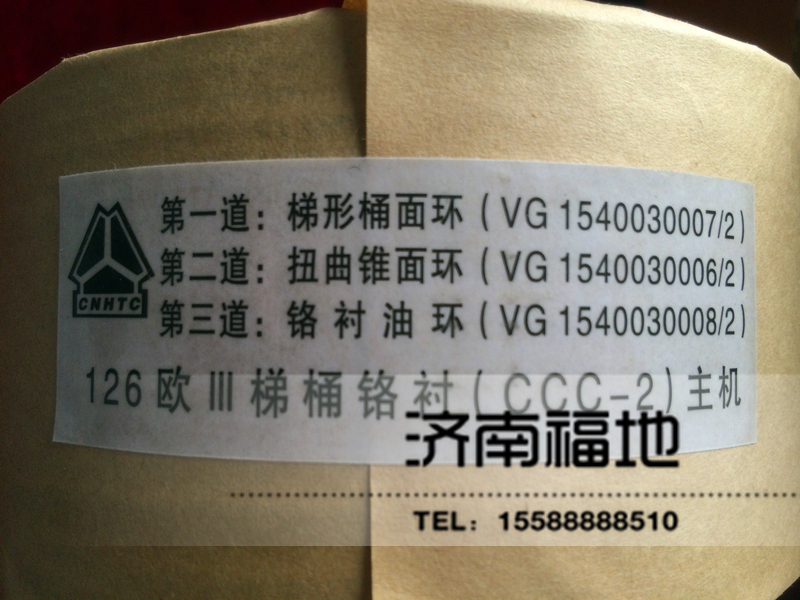 CNHTC
第一道：梯形桶面环（VG 1540030007/2）
第二道：扭曲锥面环（VG 1540030006/2）
第三道：铬衬油环（VG 1540030008/2）
126欧Ⅲ梯桶铬衬（CCC-2）主机
济南福地
TEL：15588888510